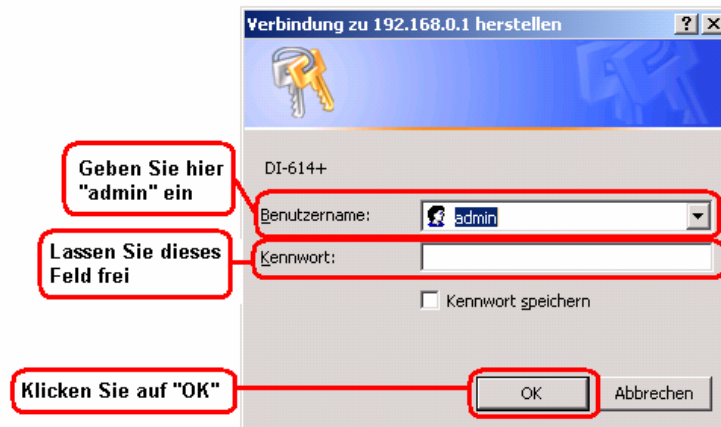 Verbindung zu 192.168.0.1 herstellen
DI-614+
Geben Sie hier
"admin" ein
Benutzername:
admin
Lassen Sie dieses
Feld frei
Kennwort:
Kennwort speichern
Klicken Sie auf "OK"
OK
Abbrechen